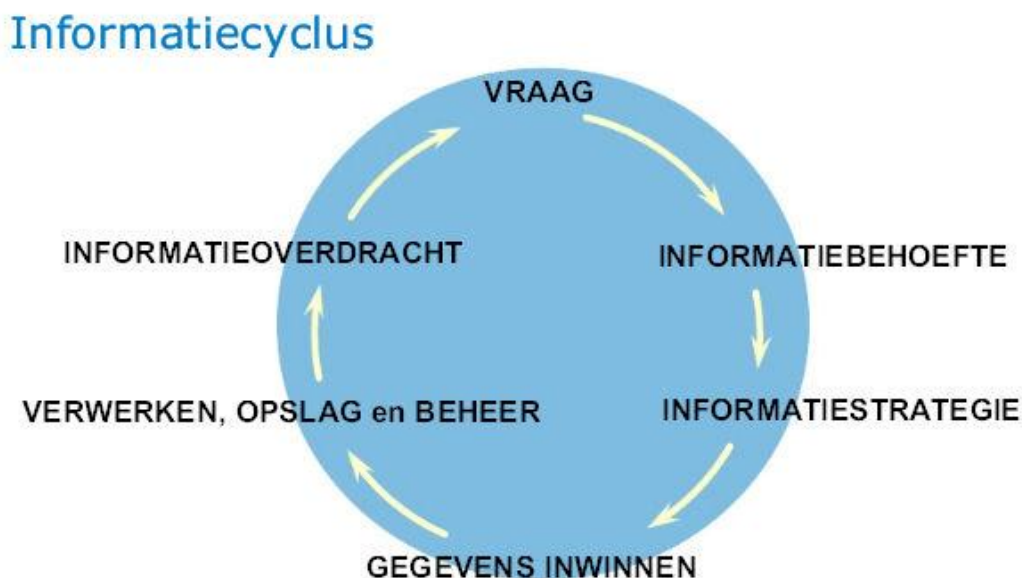 Informatiecyclus
VRAAG
INFORMATIEBEHOEFTE
INFORMATIESTRATEGIE
GEGEVENS INWINNEN
VERWERKEN, OPSLAG en BEHEER
INFORMATIEOVERDRACHT